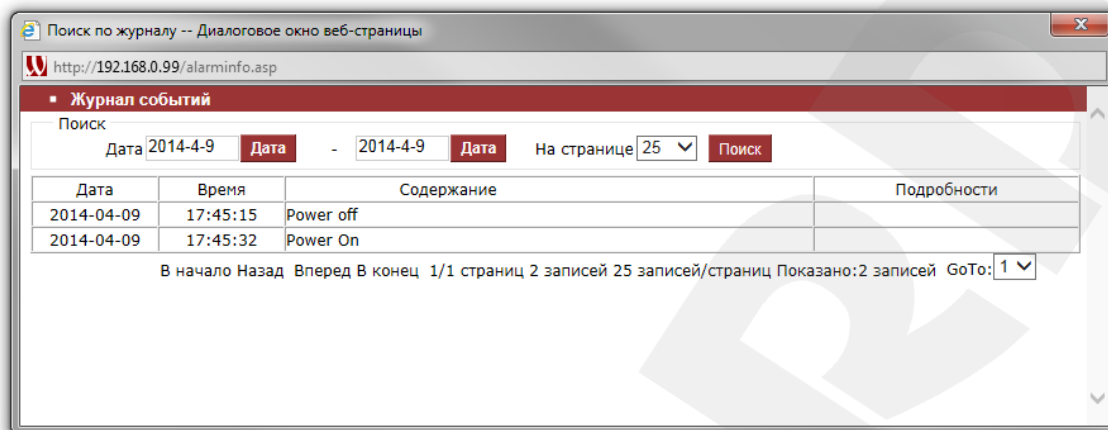 Поиск по журналу -- Диалоговое окно веб-страницы
http://192.168.0.99/alarminfo.asp
Журнал событий
Поиск
Дата 2014-4-9 Дата - 2014-4-9 Дата На странице 25 Поиск
Дата Время Содержание Подробности
2014-04-09 17:45:15 Power off
2014-04-09 17:45:32 Power On
В начало Назад Вперед В конец 1/1 страниц 2 записей 25 записей/страниц Показано:2 записей GoTo: 1